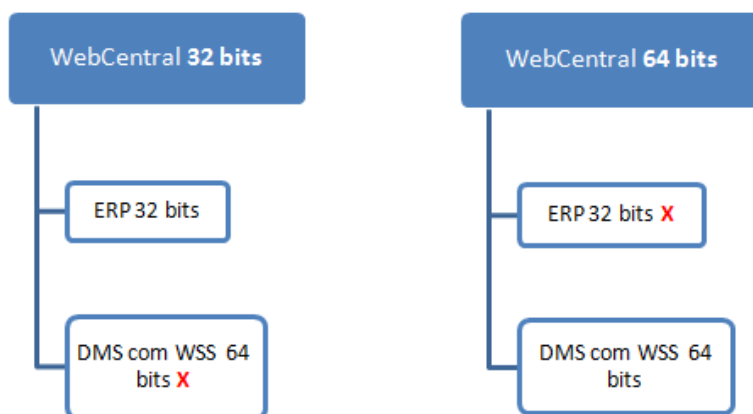 WebCentral 32 bits
ERP 32 bits
DMS com WSS 64
bits X
WebCentral 64 bits
ERP 32 bits X
DMS com WSS 64
bits